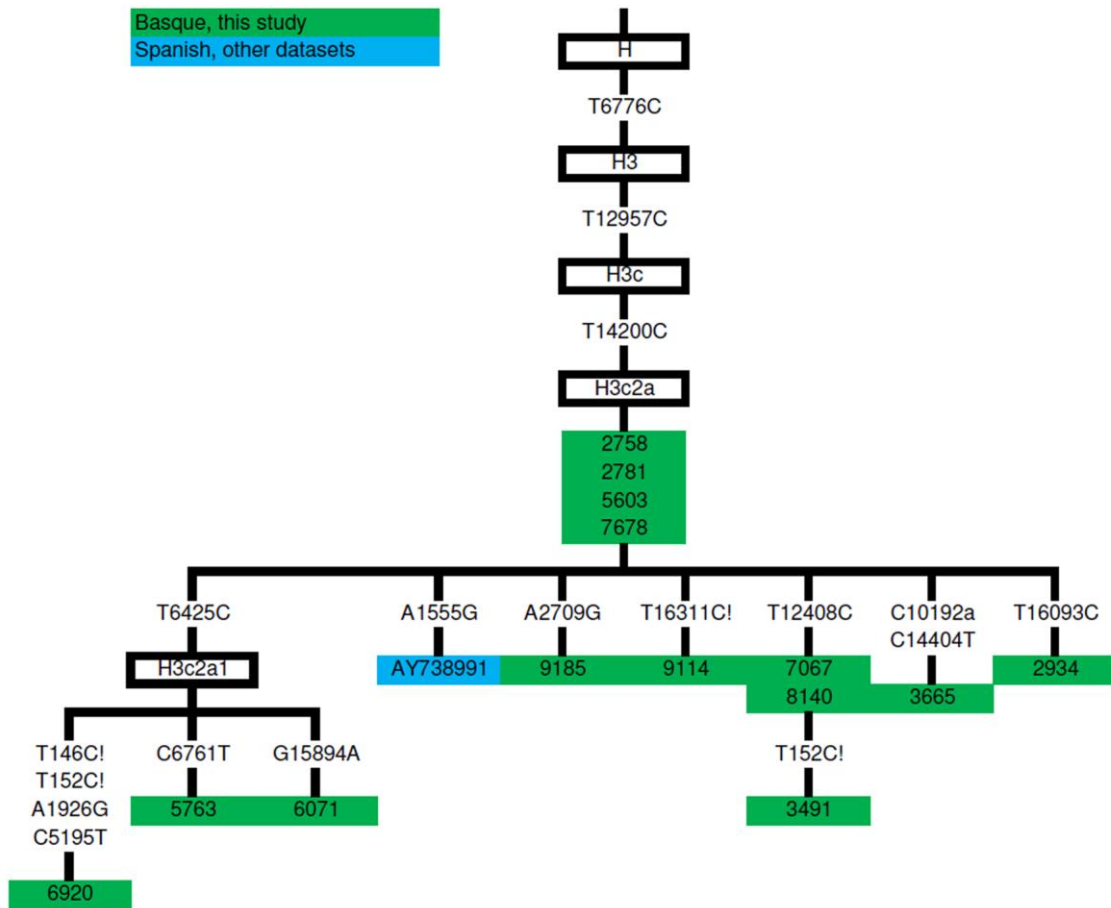 Basque, this study
Spanish, other datasets
H
T6776C
H3
T12957C
H3c
T14200C
H3c2a
2758
2781
5603
7678
T6425C A1555G A2709G T16311C! T12408C C10192a T16093C
C14404T
H3c2a1 AY738991 9185 9114 7067 2934
8140 3665
T146C! C6761T G15894A T152C!
T152C!
A1926G 5763 6071 3491
C5195T
6920